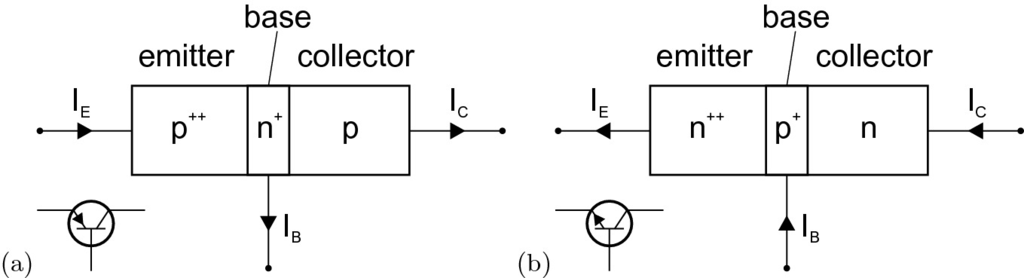 base
emitter collector
I_E p^{++} n^{+} p I_C
I_B
(a)
base
emitter collector
I_E n^{++} p^{+} n I_C
I_B
(b)